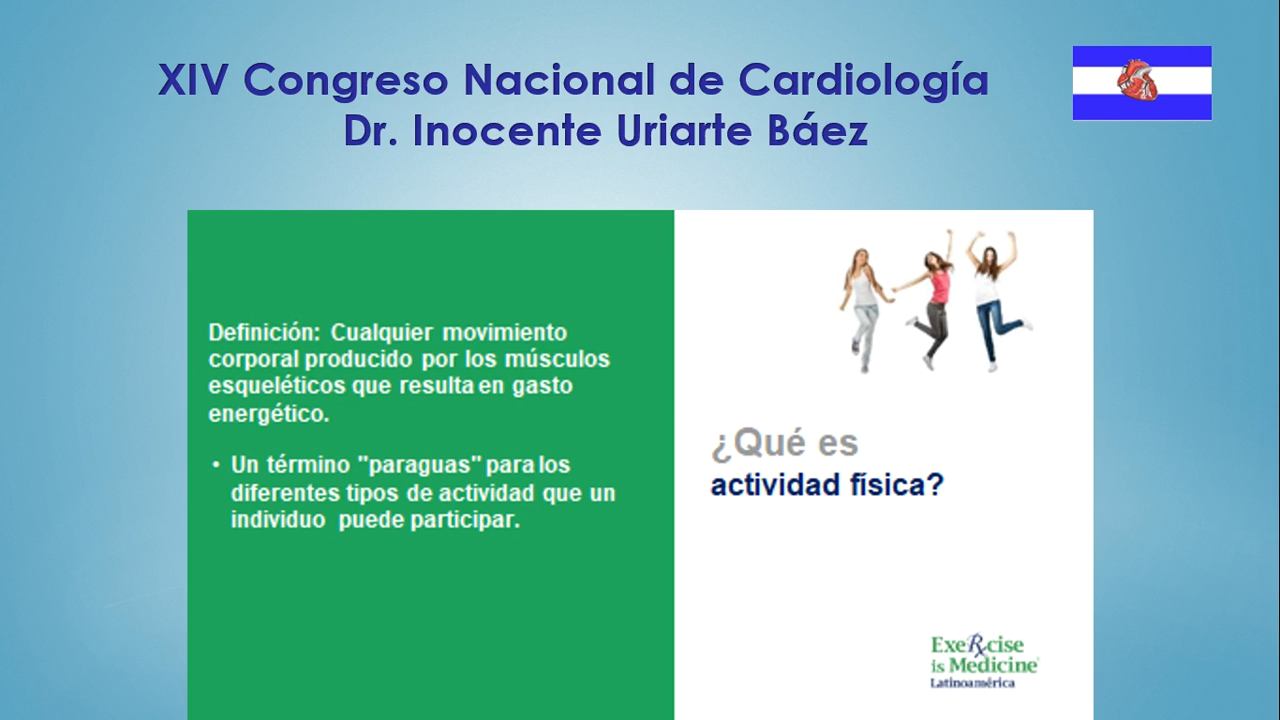 XIV Congreso Nacional de Cardiología
Dr. Inocente Uriarte Báez
Definición: Cualquier movimiento
corporal producido por los músculos
esqueléticos que resulta en gasto
energético.
• Un término "paraguas" para los
diferentes tipos de actividad que un
individuo puede participar.
¿Qué es
actividad física?
ExeRcise
is Medicine
Latinoamérica